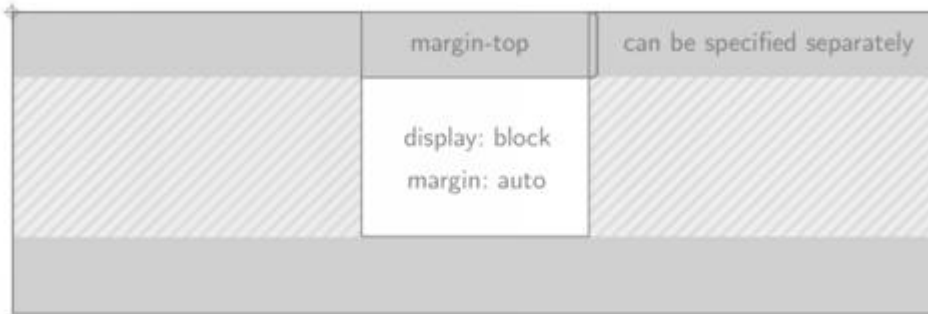 margin-top
can be specified separately
display: block
margin: auto